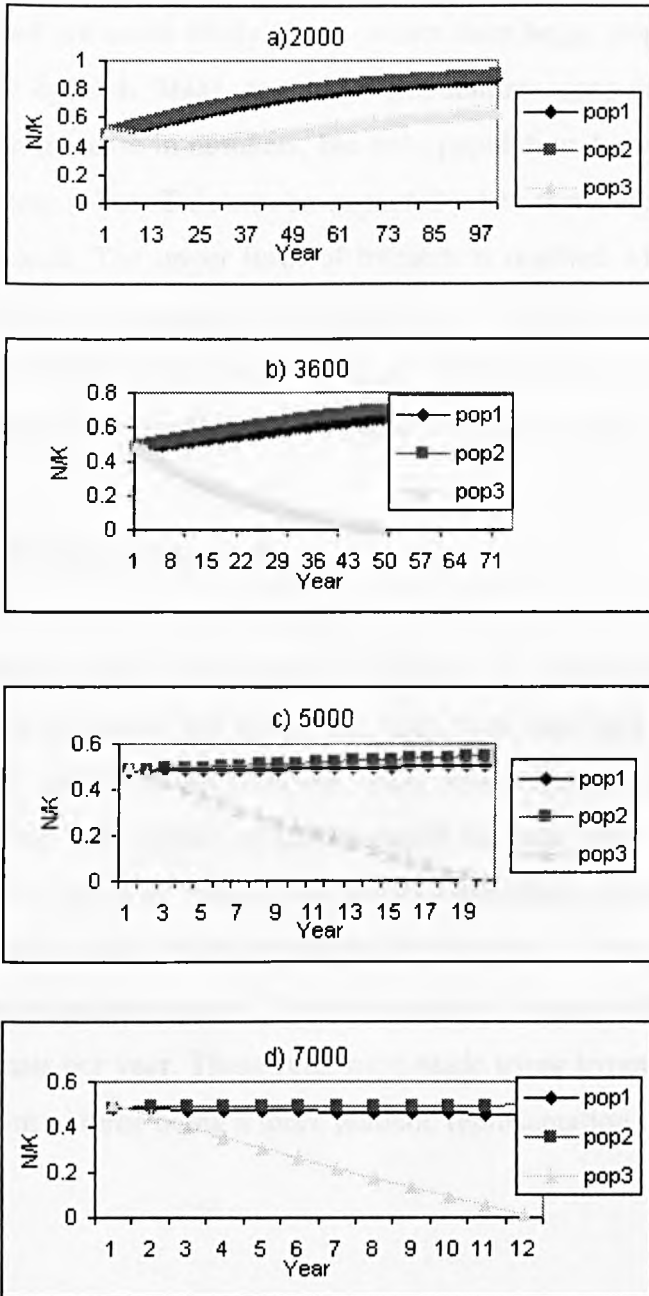 a)2000
N/K
1
0.8
0.6
0.4
0.2
0
1 13 25 37 49 61 73 85 97
Year
pop1
pop2
pop3
b) 3600
N/K
0.8
0.6
0.4
0.2
0
1 8 15 22 29 36 43 50 57 64 71
Year
pop1
pop2
pop3
c) 5000
N/K
0.6
0.4
0.2
0
1 3 5 7 9 11 13 15 17 19
Year
pop1
pop2
pop3
d) 7000
N/K
0.6
0.4
0.2
0
1 2 3 4 5 6 7 8 9 10 11 12
Year
pop1
pop2
pop3